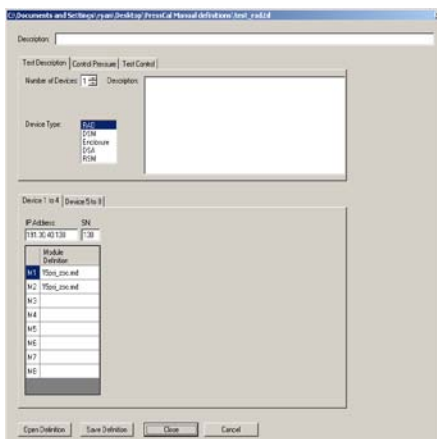 C:\Documents and Settings\ryan\Desktop\PressCal Manual definitions\test_rad.td
Description:
Test Description Control Pressure Test Control
Number of Devices: 1 Description:
Device Type: RAD
DSM
Enclosure
DSA
RSM
Device 1 to 4 Device 5 to 8
IP Address SN
191.30.40.138 138
Module
Definition
M1 15psi_zoc.md
M2 15psi_zoc.md
M3
M4
M5
M6
M7
M8
Open Definition Save Definition Close Cancel